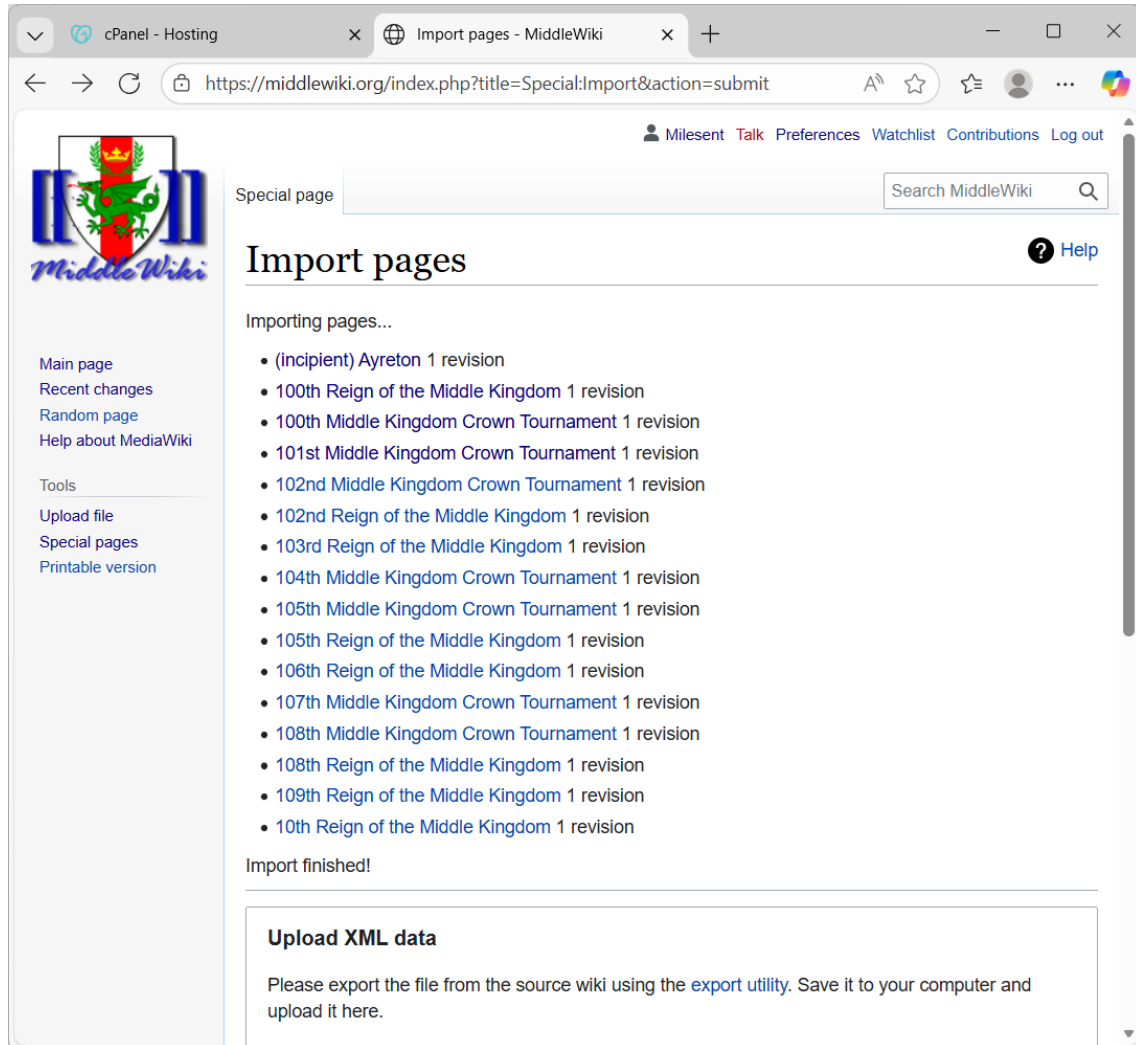 cPanel - Hosting
Import pages - MiddleWiki
https://middlewiki.org/index.php?title=Special:Import&action=submit
Milesent Talk Preferences Watchlist Contributions Log out
[[ ]]
MiddleWiki
Special page
Search MiddleWiki
Import pages
? Help
Importing pages...
• (incipient) Ayreton 1 revision
• 100th Reign of the Middle Kingdom 1 revision
• 100th Middle Kingdom Crown Tournament 1 revision
• 101st Middle Kingdom Crown Tournament 1 revision
• 102nd Middle Kingdom Crown Tournament 1 revision
• 102nd Reign of the Middle Kingdom 1 revision
• 103rd Reign of the Middle Kingdom 1 revision
• 104th Middle Kingdom Crown Tournament 1 revision
• 105th Middle Kingdom Crown Tournament 1 revision
• 105th Reign of the Middle Kingdom 1 revision
• 106th Reign of the Middle Kingdom 1 revision
• 107th Middle Kingdom Crown Tournament 1 revision
• 108th Middle Kingdom Crown Tournament 1 revision
• 108th Reign of the Middle Kingdom 1 revision
• 109th Reign of the Middle Kingdom 1 revision
• 10th Reign of the Middle Kingdom 1 revision
Import finished!
Main page
Recent changes
Random page
Help about MediaWiki
Tools
Upload file
Special pages
Printable version
Upload XML data
Please export the file from the source wiki using the export utility. Save it to your computer and
upload it here.